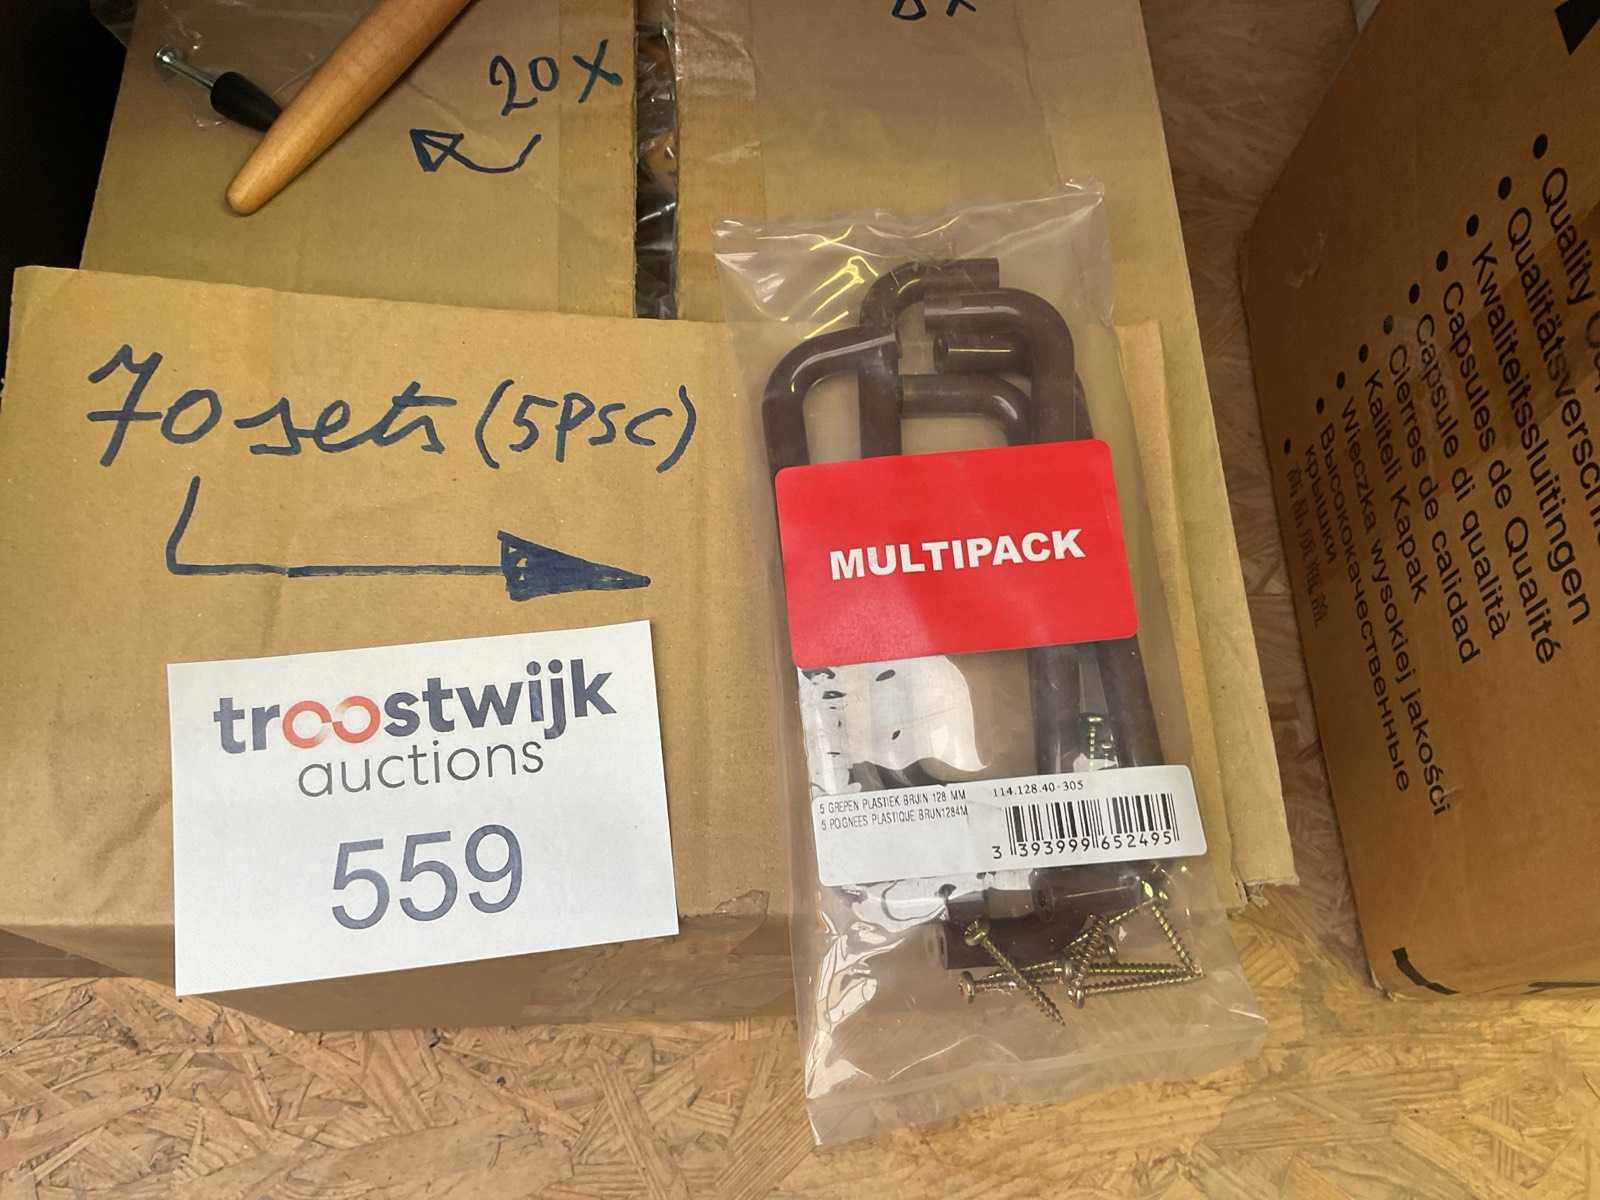 20 X
70 sets (5PSC)
troostwijk
auctions
559
MULTIPACK
5 GREPEN PLASTIEK BRUIN 128 MM
114.128.40-305
5 POIGNEES PLASTIQUE BRUN128MM
3 393999 652495
• Quality
• Qualitätsverschl
• Kwaliteitssluitingen
• Capsules de Qualité
• Capsule di qualità
• Cierres de calidad
• Kaliteli Kapak
• Wieczka wysokiej jakości
• Высококачественные
крышки